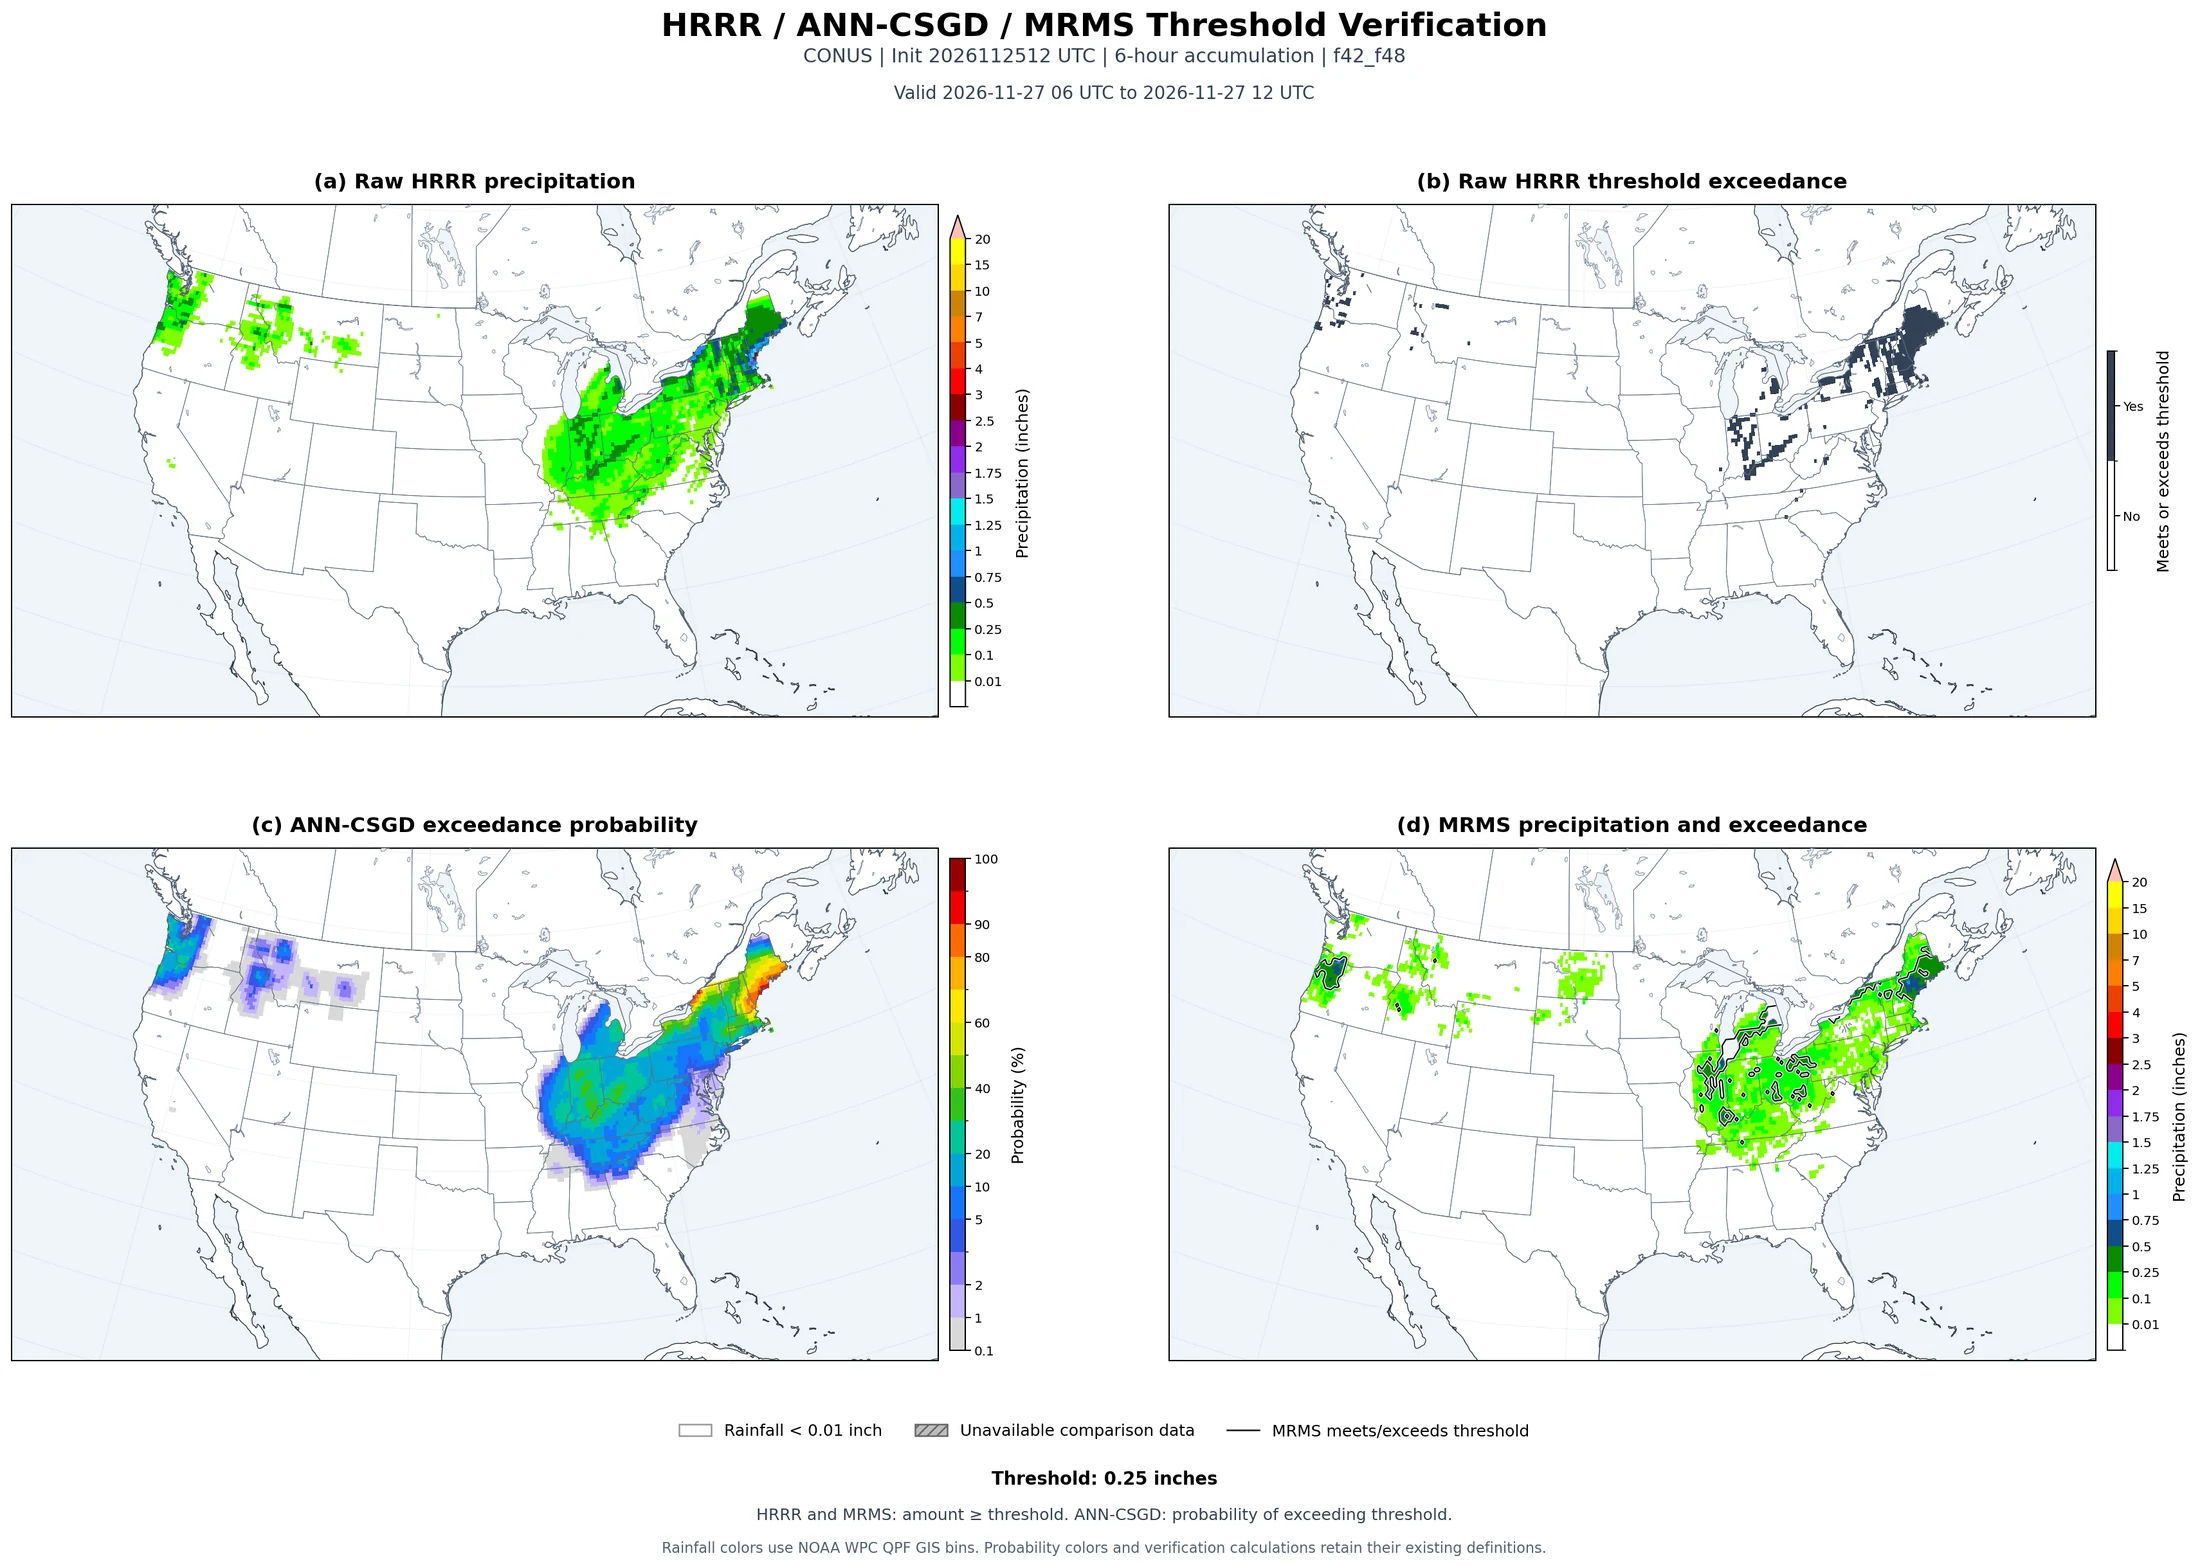 HRRR / ANN-CSGD / MRMS Threshold Verification
CONUS | Init 2026112512 UTC | 6-hour accumulation | f42_f48
Valid 2026-11-27 06 UTC to 2026-11-27 12 UTC
(a) Raw HRRR precipitation
20
15
10
7
5
4
3
2.5
2
1.75
1.5
1.25
1
0.75
0.5
0.25
0.1
0.01
Precipitation (inches)
(b) Raw HRRR threshold exceedance
Yes
No
Meets or exceeds threshold
(c) ANN-CSGD exceedance probability
100
90
80
60
40
20
10
5
2
1
0.1
Probability (%)
(d) MRMS precipitation and exceedance
20
15
10
7
5
4
3
2.5
2
1.75
1.5
1.25
1
0.75
0.5
0.25
0.1
0.01
Precipitation (inches)
Rainfall < 0.01 inch
Unavailable comparison data
MRMS meets/exceeds threshold
Threshold: 0.25 inches
HRRR and MRMS: amount ≥ threshold. ANN-CSGD: probability of exceeding threshold.
Rainfall colors use NOAA WPC QPF GIS bins. Probability colors and verification calculations retain their existing definitions.